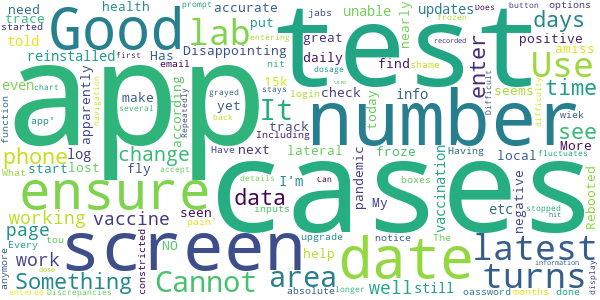 app
test
cases
number
screen
date
Good
lab
ensure
Use
latest
turns
Cannot
area
Something
change
phone
data
It
days
time
see
enter
page
working
vaccine
work
well
still
started
need
health
accurate
unable
updates
nearly
options
trace
told
reinstalled
Has
put
jabs
button
Does
prompt
frozen
recorded
Disappointing
great
daily
positive
amiss
shame
function
even
chart
email
entering
make
nit
15k
login
find
seems
first
grayed
stays
dosage
Difficult
app'
several
back
yet
check
today
info
More
difficulty
wiek
apparently
Repeatedly
navigation
according
track
Including
Have
next
lateral
local
fluctuates
What
log
fly
I'm
froze
Having
boxes
vaccination
etc
negative
Rebooted
start
lost
accept
details
Can
pandemic
My
stopped
hit
Every
tou
pain'
seen
inputs
upgrade
notice
The
password
months
done
information
anymore
dose
entered
Discrepancies
constricted
NO
help
absolute
longer
display